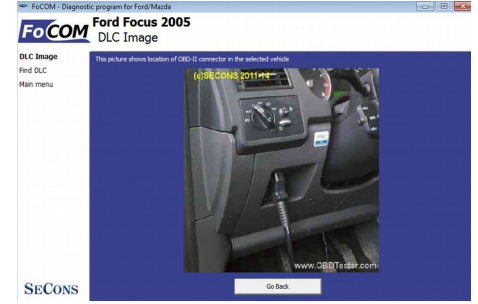 FoCOM - Diagnostic program for Ford/Mazda
FoCOM
Ford Focus 2005
DLC Image
DLC Image
Find DLC
Main menu
This picture shows location of OBD-II connector in the selected vehicle
(c)SECONS 2011-14
www.OBDTester.com
Go Back
SECONS